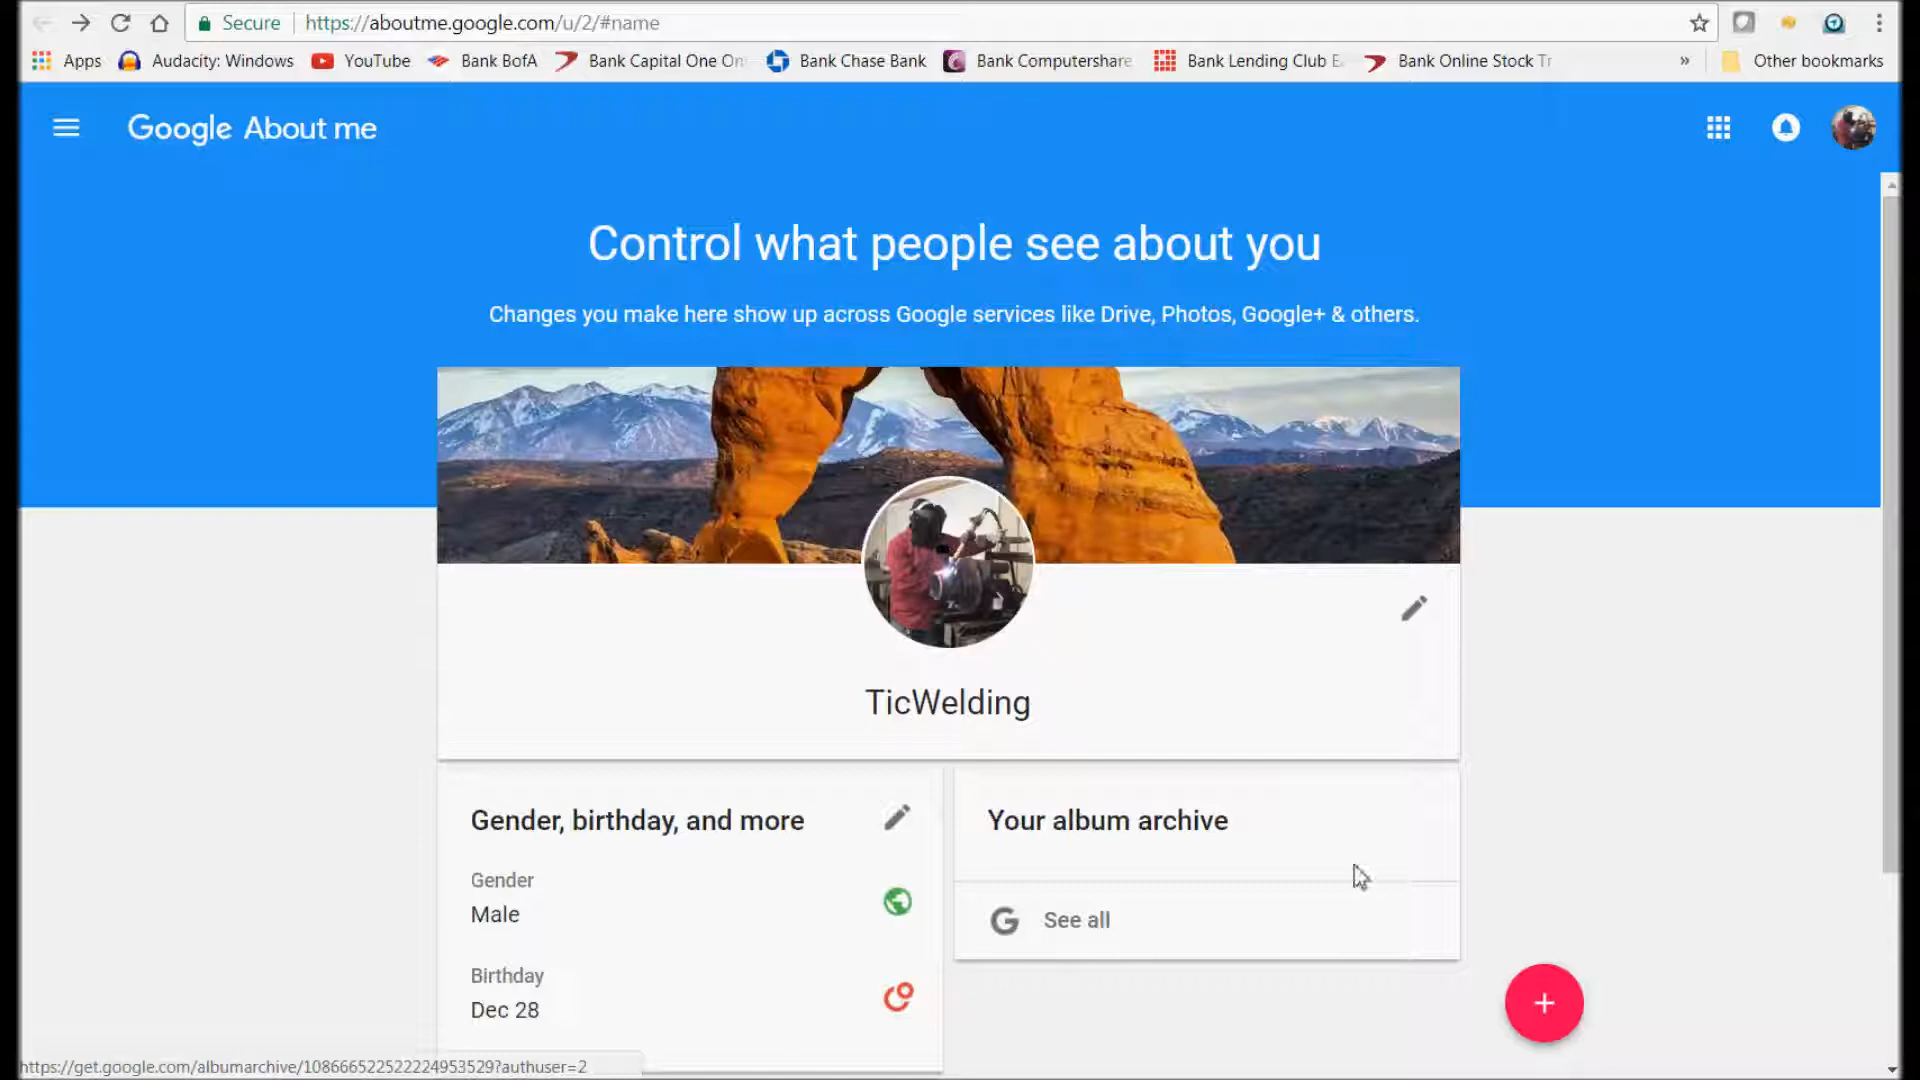 Secure https://aboutme.google.com/u/2/#name
Apps Audacity: Windows YouTube Bank BofA Bank Capital One On Bank Chase Bank Bank Computershare Bank Lending Club Bank Online Stock Tr » Other bookmarks
Google About me
Control what people see about you
Changes you make here show up across Google services like Drive, Photos, Google+ & others.
TicWelding
Gender, birthday, and more
Gender
Male
Birthday
Dec 28
Your album archive
G See all
https://get.google.com/albumarchive/108666522522224953529?authuser=2